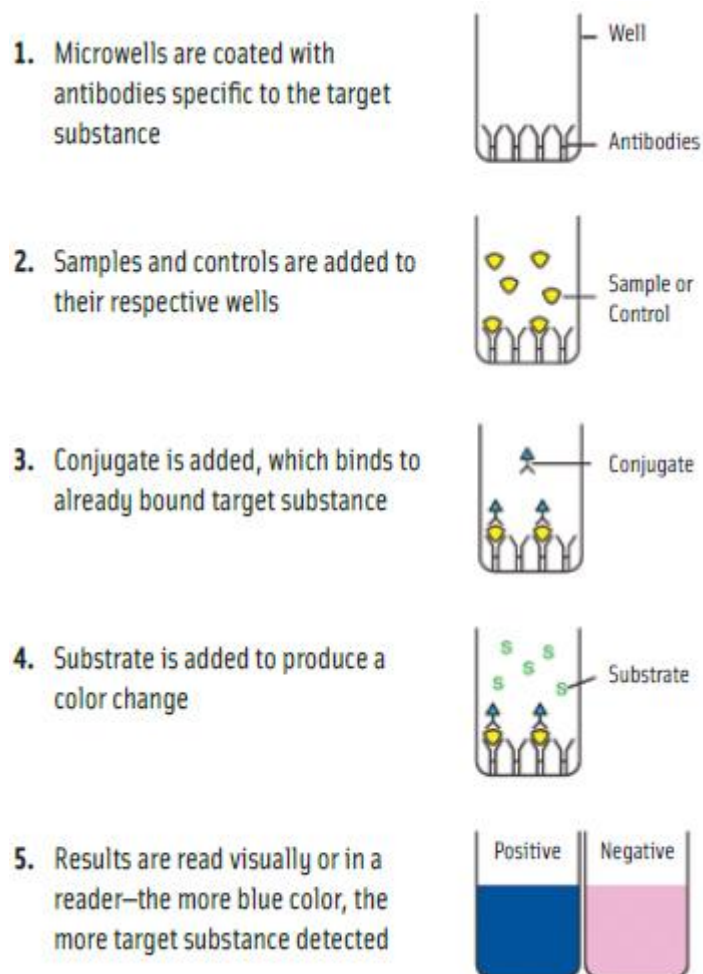 1. Microwells are coated with
antibodies specific to the target
substance
Well
Antibodies
2. Samples and controls are added to
their respective wells
Sample or
Control
3. Conjugate is added, which binds to
already bound target substance
Conjugate
4. Substrate is added to produce a
color change
S S S S S
Substrate
5. Results are read visually or in a
reader—the more blue color, the
more target substance detected
Positive
Negative